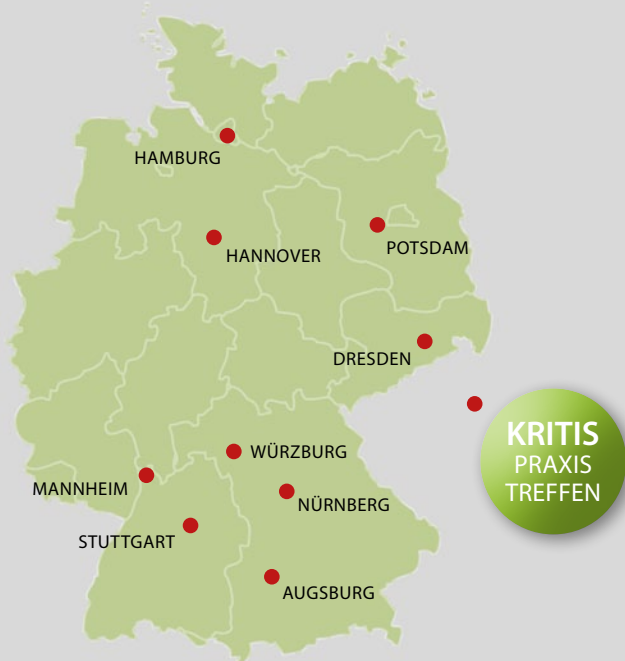 HAMBURG
HANNOVER
POTSDAM
DRESDEN
WÜRZBURG
KRITIS
PRAXIS
TREFFEN
MANNHEIM
NÜRNBERG
STUTTGART
AUGSBURG